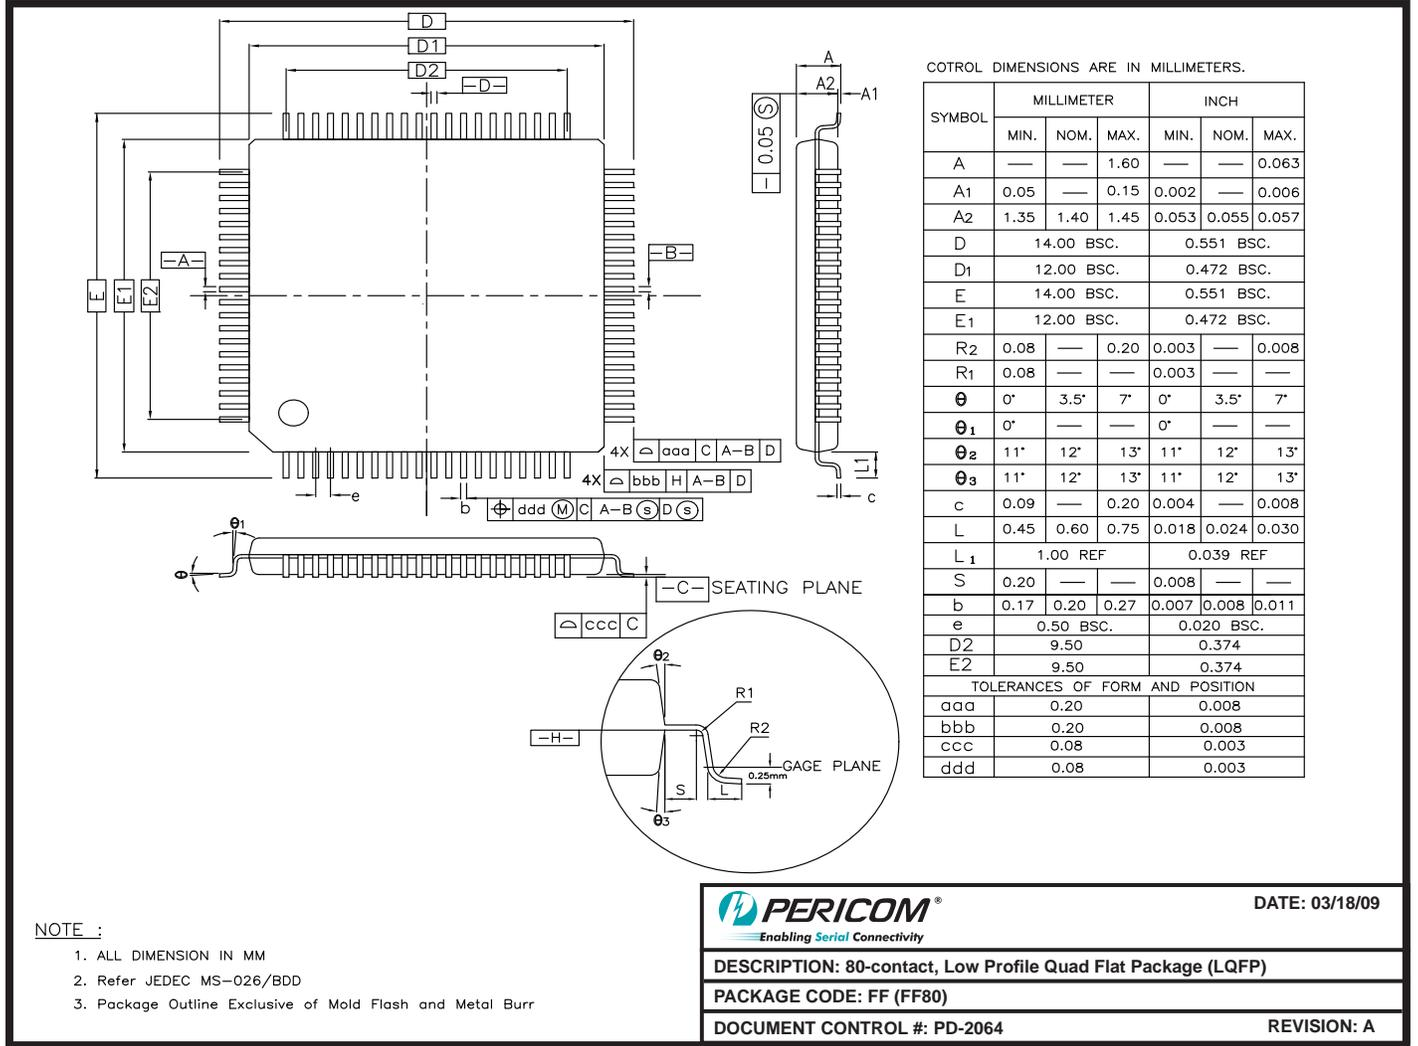 D
D1
D2
-D-
A
A2 A1
— 0.05 Ⓢ
-A-
-B-
E
E1
E2
4X ⌓ aaa C A-B D
4X ⌓ bbb H A-B D
e
b
⌖ ddd Ⓜ C A-B ⓢ D ⓢ
L1
c
θ1
θ
-C- SEATING PLANE
⌓ ccc C
θ2
R1
R2
-H-
GAGE PLANE
0.25mm
S
L
θ3
COTROL DIMENSIONS ARE IN MILLIMETERS.
SYMBOL MILLIMETER INCH
MIN. NOM. MAX. MIN. NOM. MAX.
A — — 1.60 — — 0.063
A1 0.05 — 0.15 0.002 — 0.006
A2 1.35 1.40 1.45 0.053 0.055 0.057
D 14.00 BSC. 0.551 BSC.
D1 12.00 BSC. 0.472 BSC.
E 14.00 BSC. 0.551 BSC.
E1 12.00 BSC. 0.472 BSC.
R2 0.08 — 0.20 0.003 — 0.008
R1 0.08 — — 0.003 — —
θ 0° 3.5° 7° 0° 3.5° 7°
θ1 0° — — 0° — —
θ2 11° 12° 13° 11° 12° 13°
θ3 11° 12° 13° 11° 12° 13°
c 0.09 — 0.20 0.004 — 0.008
L 0.45 0.60 0.75 0.018 0.024 0.030
L1 1.00 REF 0.039 REF
S 0.20 — — 0.008 — —
b 0.17 0.20 0.27 0.007 0.008 0.011
e 0.50 BSC. 0.020 BSC.
D2 9.50 0.374
E2 9.50 0.374
TOLERANCES OF FORM AND POSITION
aaa 0.20 0.008
bbb 0.20 0.008
ccc 0.08 0.003
ddd 0.08 0.003
NOTE :
1. ALL DIMENSION IN MM
2. Refer JEDEC MS-026/BDD
3. Package Outline Exclusive of Mold Flash and Metal Burr
PERICOM®
Enabling Serial Connectivity
DATE: 03/18/09
DESCRIPTION: 80-contact, Low Profile Quad Flat Package (LQFP)
PACKAGE CODE: FF (FF80)
DOCUMENT CONTROL #: PD-2064
REVISION: A